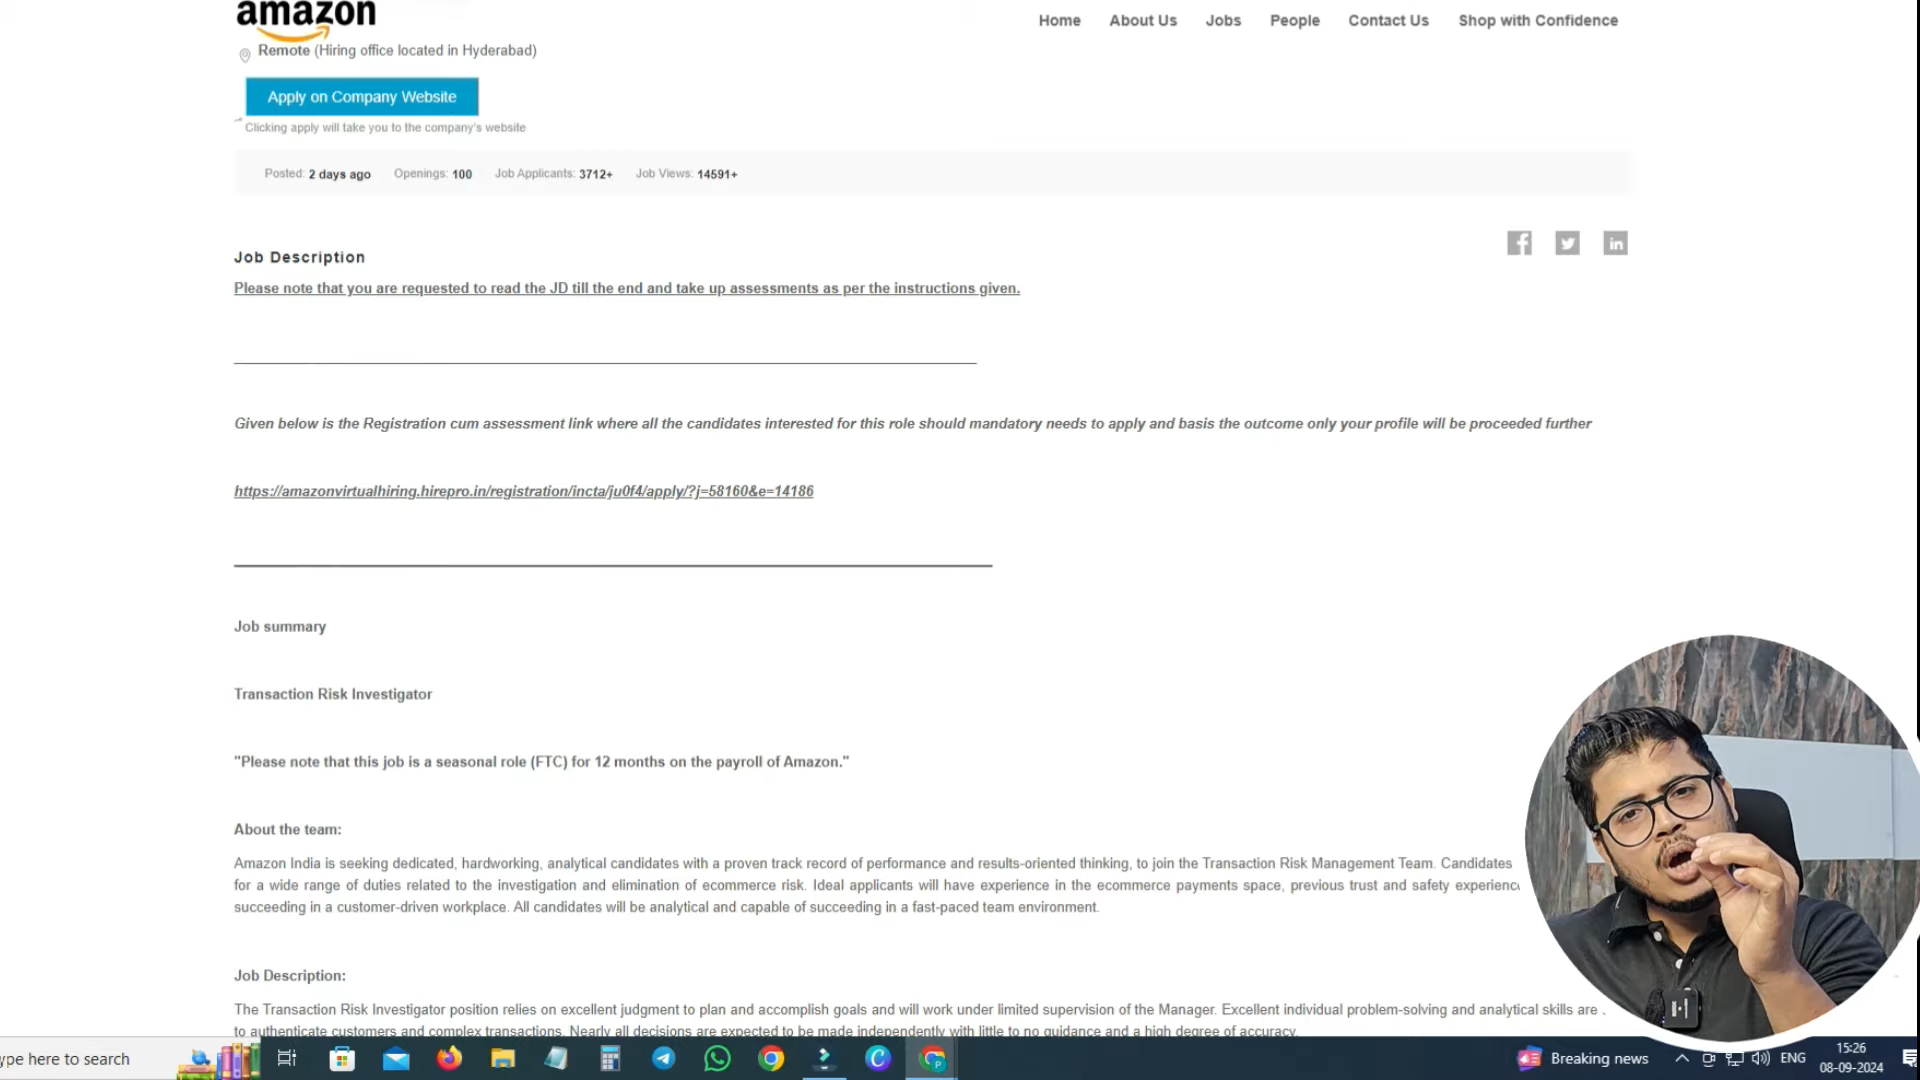 amazon
Home About Us Jobs People Contact Us Shop with Confidence
Remote (Hiring office located in Hyderabad)
Apply on Company Website
Clicking apply will take you to the company's website
Posted: 2 days ago Openings: 100 Job Applicants: 3712+ Job Views: 14591+
Job Description
Please note that you are requested to read the JD till the end and take up assessments as per the instructions given.
Given below is the Registration cum assessment link where all the candidates interested for this role should mandatory needs to apply and basis the outcome only your profile will be proceeded further
https://amazonvirtualhiring.hirepro.in/registration/incta/ju0f4/apply/?j=58160&e=14186
Job summary
Transaction Risk Investigator
"Please note that this job is a seasonal role (FTC) for 12 months on the payroll of Amazon."
About the team:
Amazon India is seeking dedicated, hardworking, analytical candidates with a proven track record of performance and results-oriented thinking, to join the Transaction Risk Management Team. Candidates
for a wide range of duties related to the investigation and elimination of ecommerce risk. Ideal applicants will have experience in the ecommerce payments space, previous trust and safety experienc
succeeding in a customer-driven workplace. All candidates will be analytical and capable of succeeding in a fast-paced team environment.
Job Description:
The Transaction Risk Investigator position relies on excellent judgment to plan and accomplish goals and will work under limited supervision of the Manager. Excellent individual problem-solving and analytical skills are
to authenticate customers and complex transactions. Nearly all decisions are expected to be made independently with little to no guidance and a high degree of accuracy.
ype here to search
Breaking news
ENG
15:26
08-09-2024